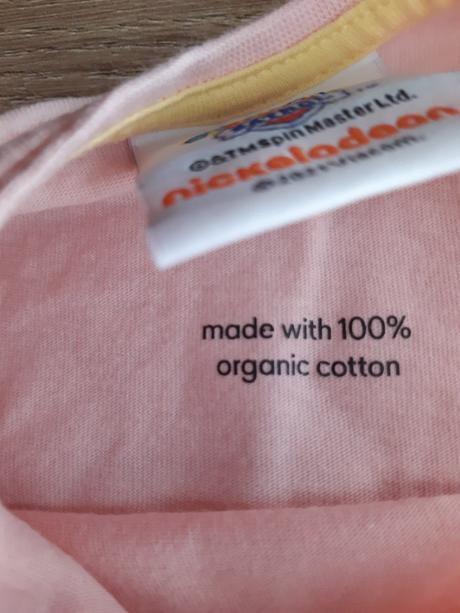 ©&TM Spin Master Ltd.
nickelodeon
made with 100%
organic cotton